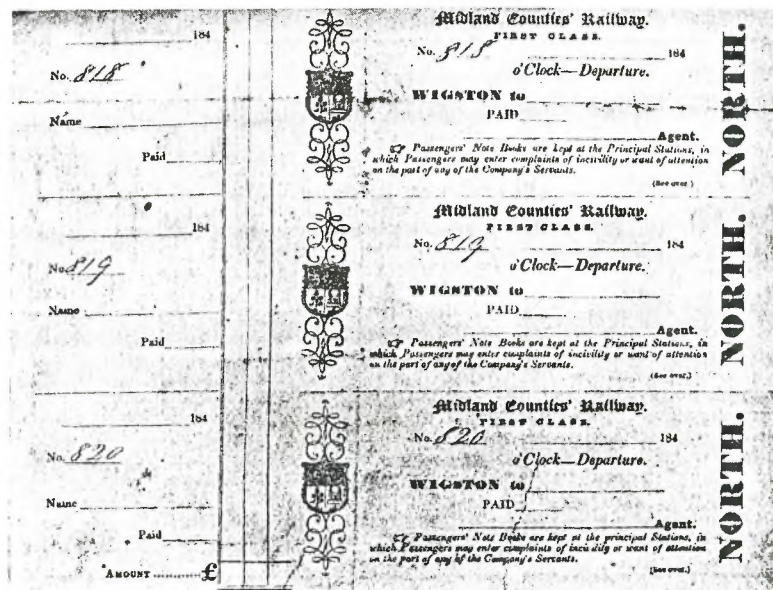 184
No. 818
Name
Paid
Midland Counties' Railway.
FIRST CLASS.
No. 818 184
o'Clock—Departure.
WIGSTON to
PAID
Agent.
☞ Passengers' Note Books are kept at the Principal Stations, in
which Passengers may enter complaints of incivility or want of attention
on the part of any of the Company's Servants.
(See over.)
NORTH.
184
No. 819
Name
Paid
Midland Counties' Railway.
FIRST CLASS.
No. 819 184
o'Clock—Departure.
WIGSTON to
PAID
Agent.
☞ Passengers' Note Books are kept at the Principal Stations, in
which Passengers may enter complaints of incivility or want of attention
on the part of any of the Company's Servants.
(See over.)
NORTH.
184
No. 820
Name
Paid
AMOUNT ........ £
Midland Counties' Railway.
FIRST CLASS.
No. 820 184
o'Clock—Departure.
WIGSTON to
PAID
Agent.
☞ Passengers' Note Books are kept at the principal Stations, in
which Passengers may enter complaints of incivility or want of attention
on the part of any of the Company's Servants.
(See over.)
NORTH.